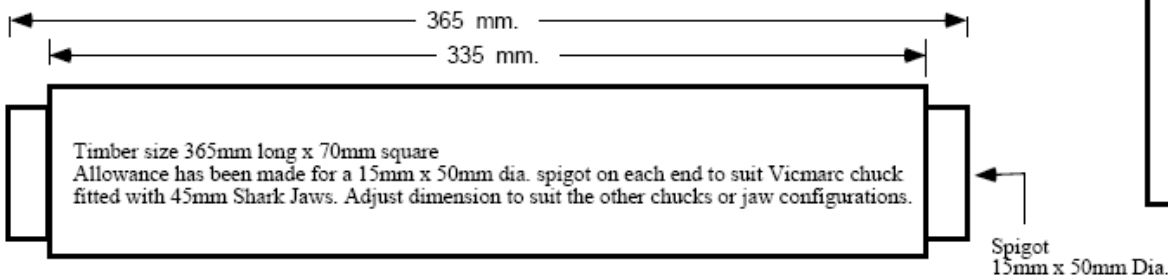 365 mm.
335 mm.
Timber size 365mm long x 70mm square
Allowance has been made for a 15mm x 50mm dia. spigot on each end to suit Vicmarc chuck
fitted with 45mm Shark Jaws. Adjust dimension to suit the other chucks or jaw configurations.
Spigot
15mm x 50mm Dia.